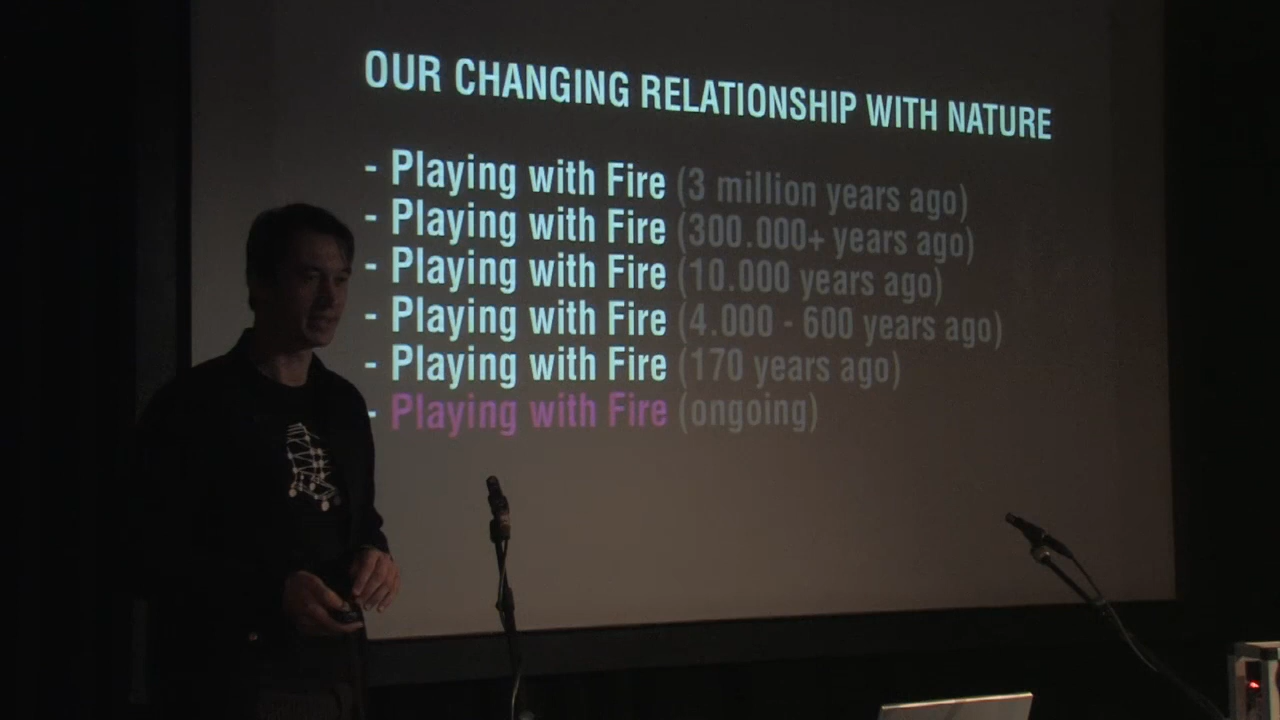 OUR CHANGING RELATIONSHIP WITH NATURE
- Playing with Fire (3 million years ago)
- Playing with Fire (300.000+ years ago)
- Playing with Fire (10.000 years ago)
- Playing with Fire (4.000 - 600 years ago)
- Playing with Fire (170 years ago)
- Playing with Fire (ongoing)